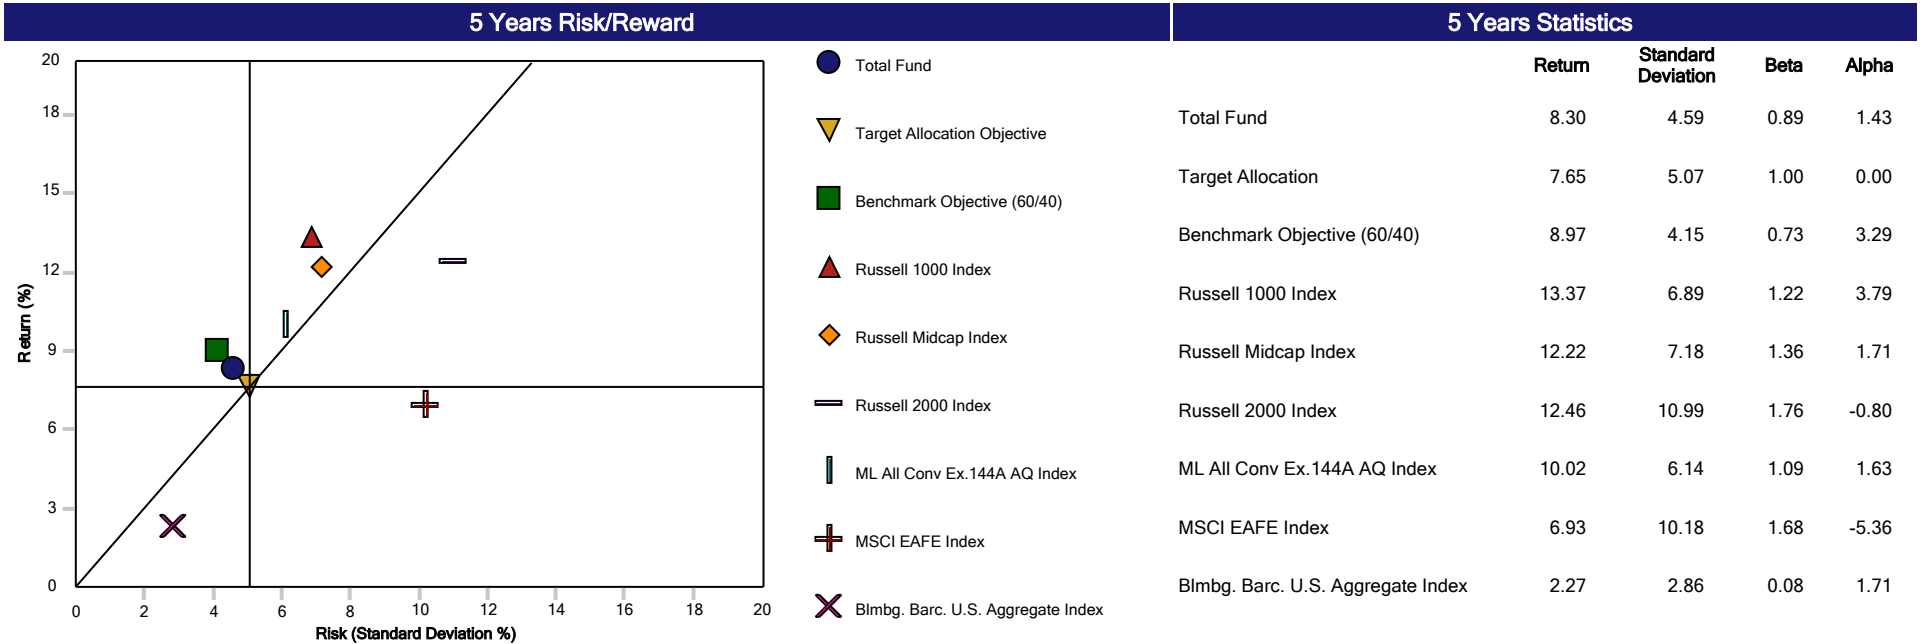 5 Years Risk/Reward
20
18
15
12
9
6
3
0
Return (%)
0 2 4 6 8 10 12 14 16 18 20
Risk (Standard Deviation %)
Total Fund
Target Allocation Objective
Benchmark Objective (60/40)
Russell 1000 Index
Russell Midcap Index
Russell 2000 Index
ML All Conv Ex.144A AQ Index
MSCI EAFE Index
Blmbg. Barc. U.S. Aggregate Index
5 Years Statistics
Return Standard Deviation Beta Alpha
Total Fund 8.30 4.59 0.89 1.43
Target Allocation 7.65 5.07 1.00 0.00
Benchmark Objective (60/40) 8.97 4.15 0.73 3.29
Russell 1000 Index 13.37 6.89 1.22 3.79
Russell Midcap Index 12.22 7.18 1.36 1.71
Russell 2000 Index 12.46 10.99 1.76 -0.80
ML All Conv Ex.144A AQ Index 10.02 6.14 1.09 1.63
MSCI EAFE Index 6.93 10.18 1.68 -5.36
Blmbg. Barc. U.S. Aggregate Index 2.27 2.86 0.08 1.71